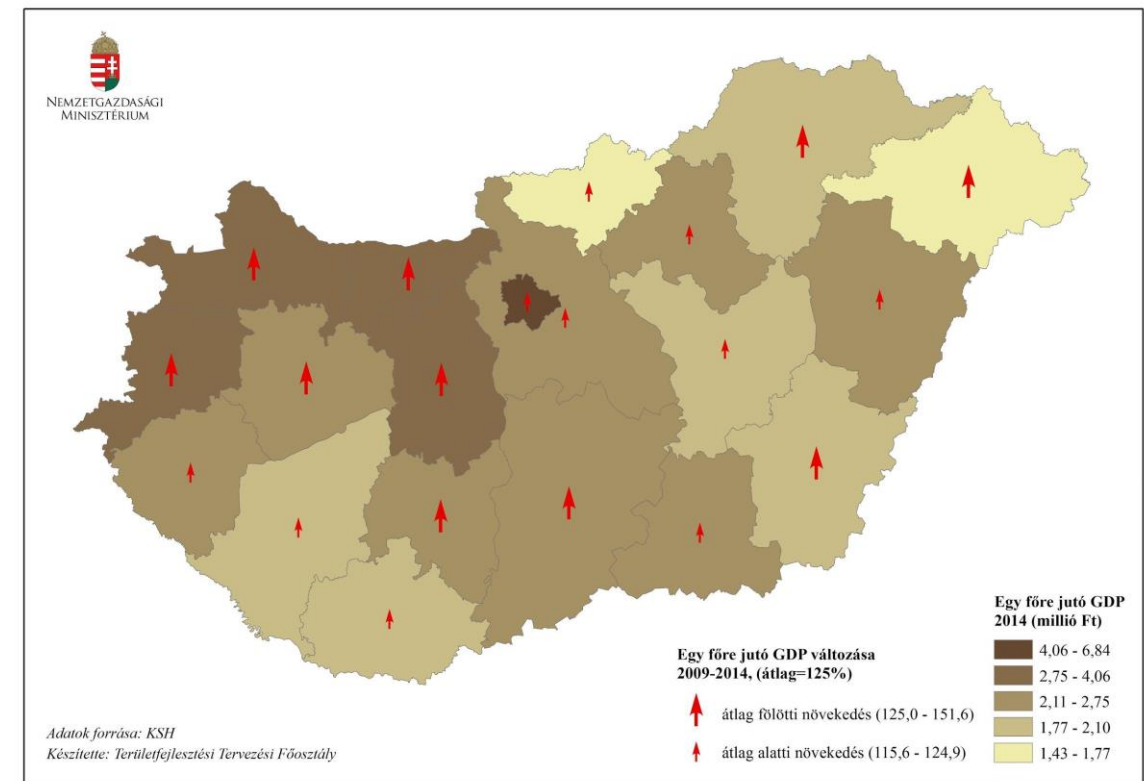 NEMZETGAZDASÁGI
MINISZTÉRIUM
Egy főre jutó GDP változása
2009-2014, (átlag=125%)
átlag fölötti növekedés (125,0 - 151,6)
átlag alatti növekedés (115,6 - 124,9)
Egy főre jutó GDP
2014 (millió Ft)
4,06 - 6,84
2,75 - 4,06
2,11 - 2,75
1,77 - 2,10
1,43 - 1,77
Adatok forrása: KSH
Készítette: Területfejlesztési Tervezési Főosztály